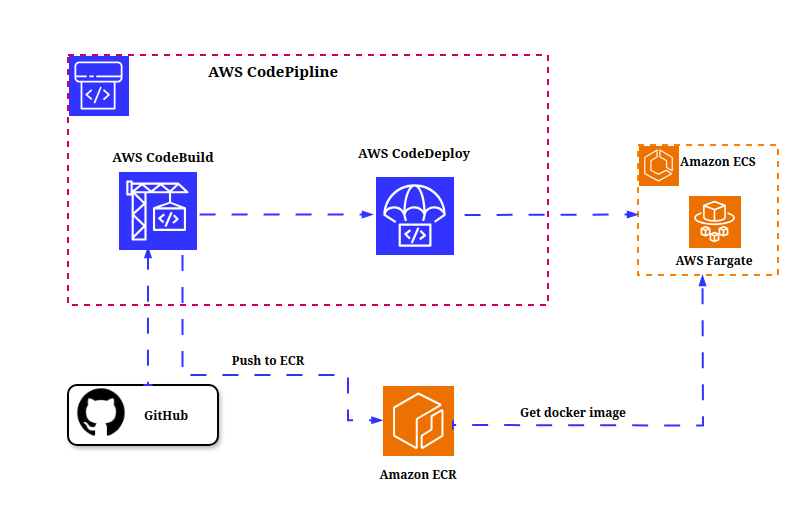 AWS CodePipline
AWS CodeBuild
AWS CodeDeploy
Amazon ECS
AWS Fargate
Push to ECR
GitHub
Get docker image
Amazon ECR